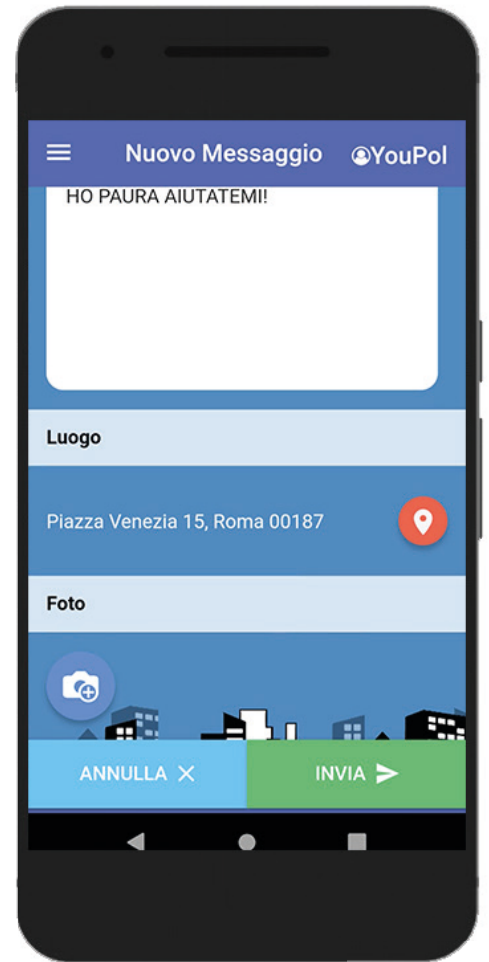 Nuovo Messaggio YouPol
HO PAURA AIUTATEMI!
Luogo
Piazza Venezia 15, Roma 00187
Foto
ANNULLA INVIA